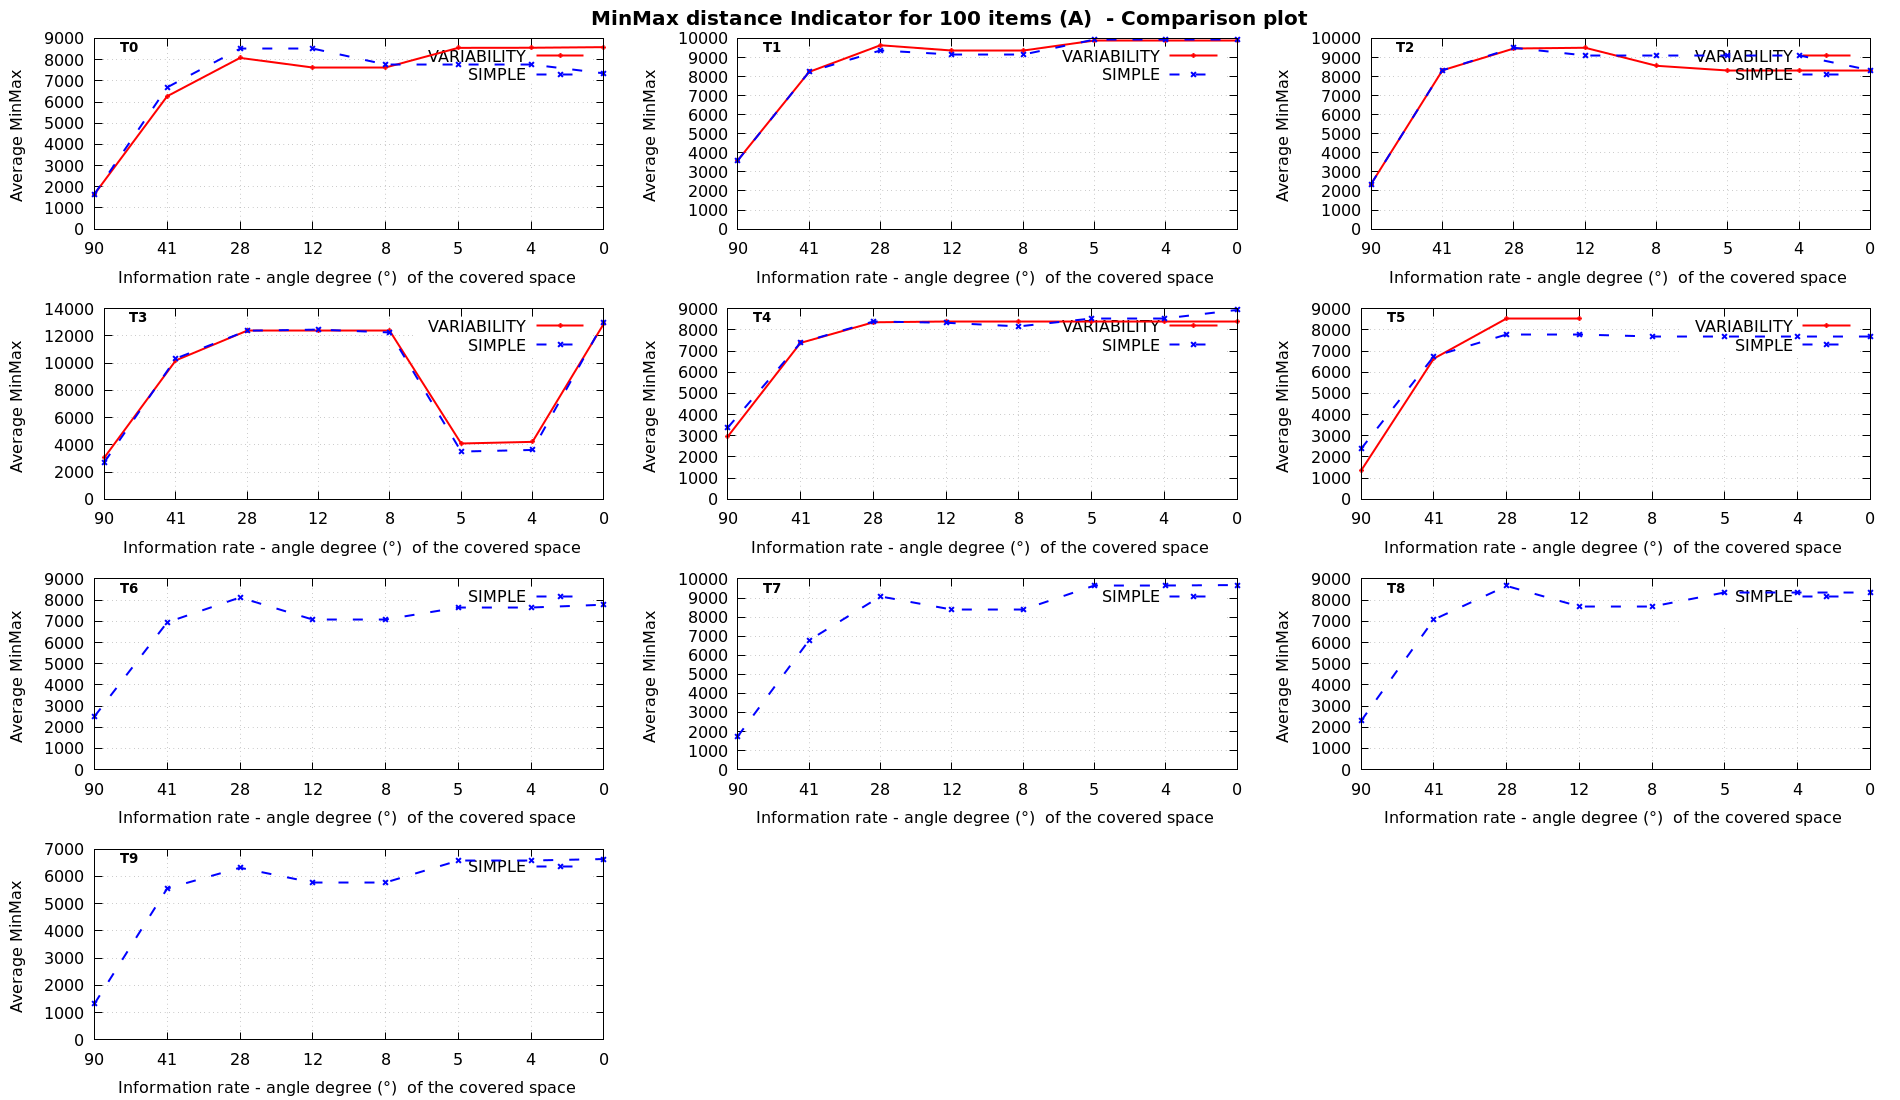 MinMax distance Indicator for 100 items (A)  - Comparison plot
T0
VARIABILITY
SIMPLE
Average MinMax
9000
8000
7000
6000
5000
4000
3000
2000
1000
0
90 41 28 12 8 5 4 0
Information rate - angle degree (°)  of the covered space
T1
VARIABILITY
SIMPLE
Average MinMax
10000
9000
8000
7000
6000
5000
4000
3000
2000
1000
0
90 41 28 12 8 5 4 0
Information rate - angle degree (°)  of the covered space
T2
VARIABILITY
SIMPLE
Average MinMax
10000
9000
8000
7000
6000
5000
4000
3000
2000
1000
0
90 41 28 12 8 5 4 0
Information rate - angle degree (°)  of the covered space
T3
VARIABILITY
SIMPLE
Average MinMax
14000
12000
10000
8000
6000
4000
2000
0
90 41 28 12 8 5 4 0
Information rate - angle degree (°)  of the covered space
T4
VARIABILITY
SIMPLE
Average MinMax
9000
8000
7000
6000
5000
4000
3000
2000
1000
0
90 41 28 12 8 5 4 0
Information rate - angle degree (°)  of the covered space
T5
VARIABILITY
SIMPLE
Average MinMax
9000
8000
7000
6000
5000
4000
3000
2000
1000
0
90 41 28 12 8 5 4 0
Information rate - angle degree (°)  of the covered space
T6
SIMPLE
Average MinMax
9000
8000
7000
6000
5000
4000
3000
2000
1000
0
90 41 28 12 8 5 4 0
Information rate - angle degree (°)  of the covered space
T7
SIMPLE
Average MinMax
10000
9000
8000
7000
6000
5000
4000
3000
2000
1000
0
90 41 28 12 8 5 4 0
Information rate - angle degree (°)  of the covered space
T8
SIMPLE
Average MinMax
9000
8000
7000
6000
5000
4000
3000
2000
1000
0
90 41 28 12 8 5 4 0
Information rate - angle degree (°)  of the covered space
T9
SIMPLE
Average MinMax
7000
6000
5000
4000
3000
2000
1000
0
90 41 28 12 8 5 4 0
Information rate - angle degree (°)  of the covered space